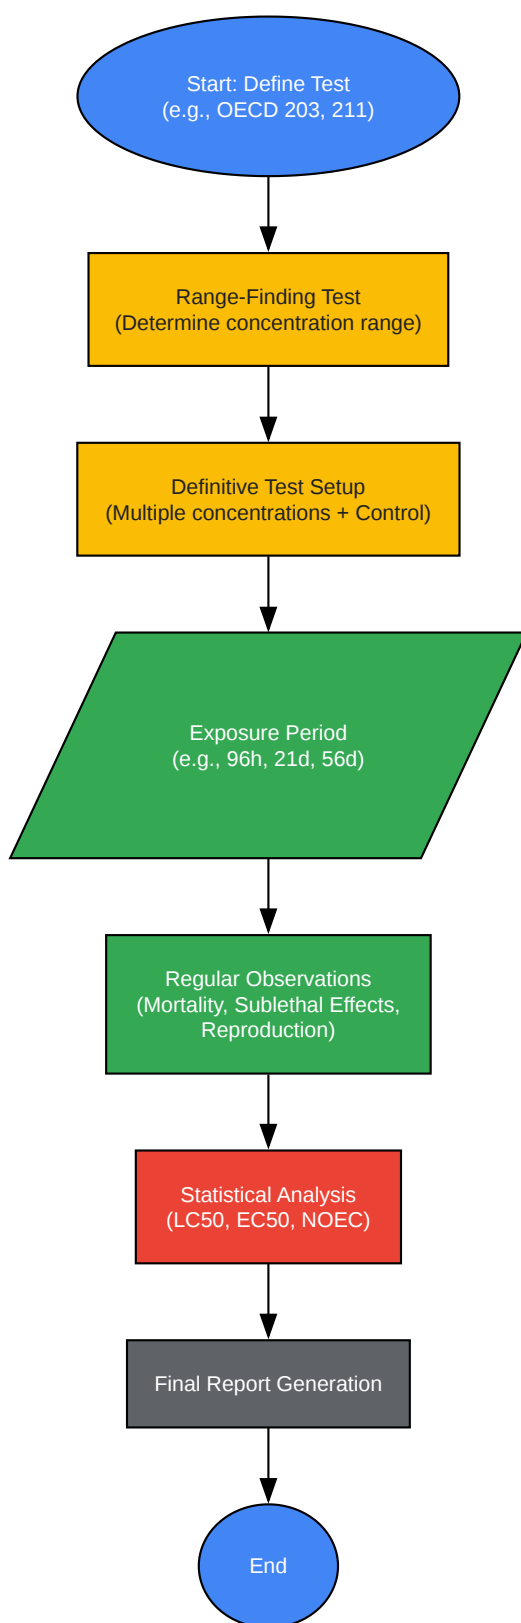 Start: Define Test
(e.g., OECD 203, 211)
Range-Finding Test
(Determine concentration range)
Definitive Test Setup
(Multiple concentrations + Control)
Exposure Period
(e.g., 96h, 21d, 56d)
Regular Observations
(Mortality, Sublethal Effects,
Reproduction)
Statistical Analysis
(LC50, EC50, NOEC)
Final Report Generation
End